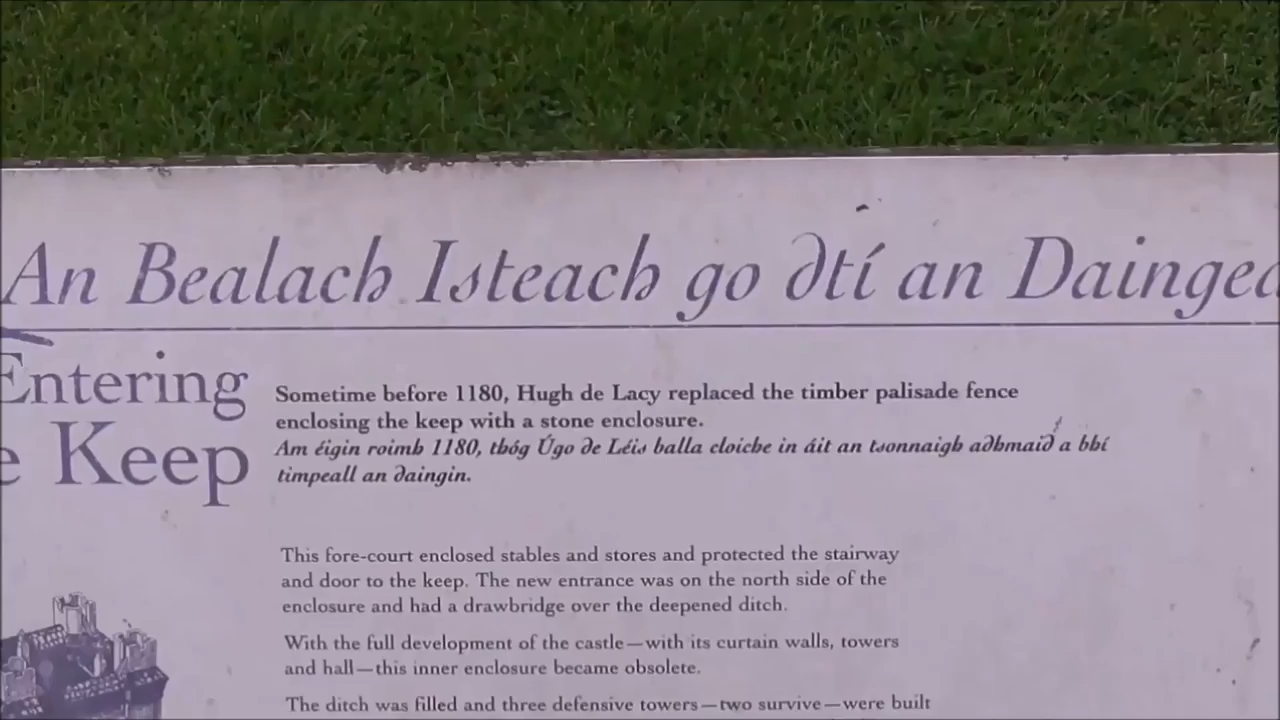 An Bealach Isteach go dtí an
Entering
Keep
Sometime before 1180, Hugh de Lacy replaced the timber palisade fence
enclosing the keep with a stone enclosure.
Am éigin roimh 1180, thóg Úgo de Léis balla cloiche in áit an tsonnaigh adhmaid a bhí
timpeall an daingin.
This fore-court enclosed stables and stores and protected the stairway
and door to the keep. The new entrance was on the north side of the
enclosure and had a drawbridge over the deepened ditch.
With the full development of the castle—with its curtain walls, towers
and hall—this inner enclosure became obsolete.
The ditch was filled and three defensive towers—two survive—were built